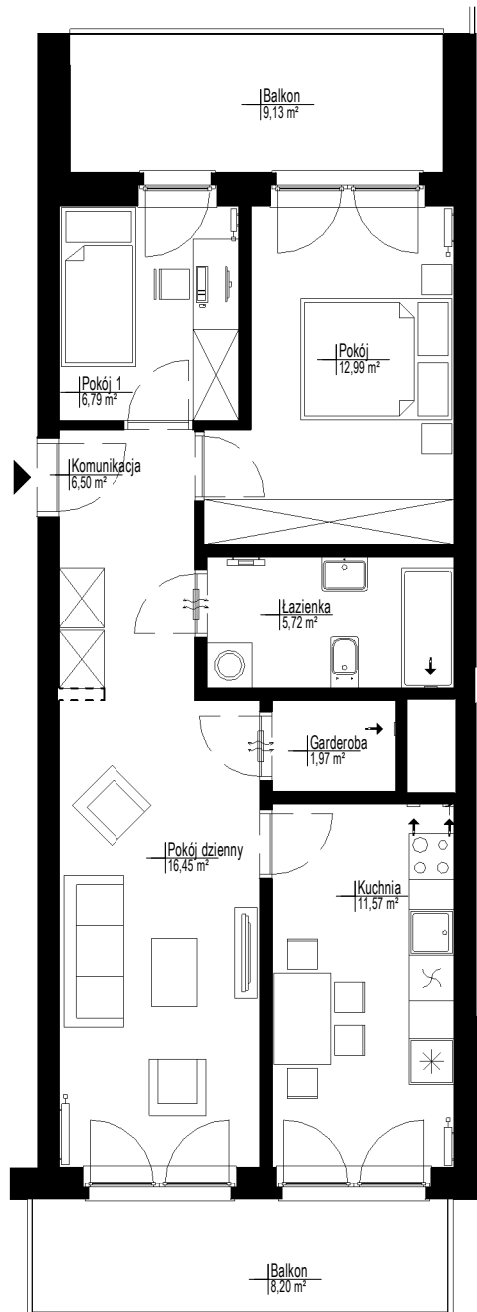 Balkon
9,13 m²
Pokój 1
6,79 m²
Pokój
12,99 m²
Komunikacja
6,50 m²
Łazienka
5,72 m²
Garderoba
1,97 m²
Pokój dzienny
16,45 m²
Kuchnia
11,57 m²
Balkon
8,20 m²